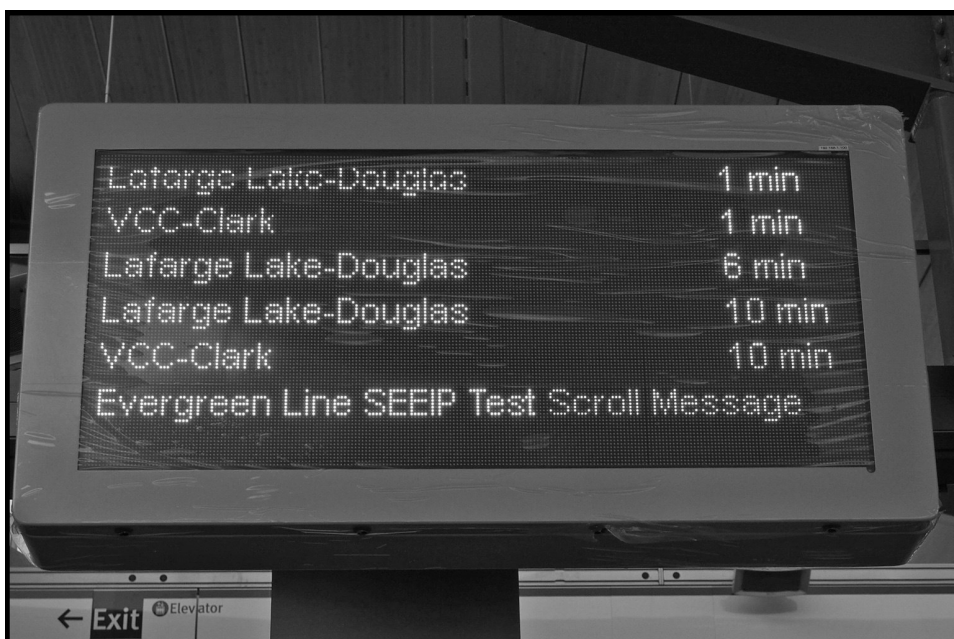 Lafarge Lake-Douglas 1 min
VCC-Clark 1 min
Lafarge Lake-Douglas 6 min
Lafarge Lake-Douglas 10 min
VCC-Clark 10 min
Evergreen Line SEEIP Test Scroll Message
← Exit Elevator